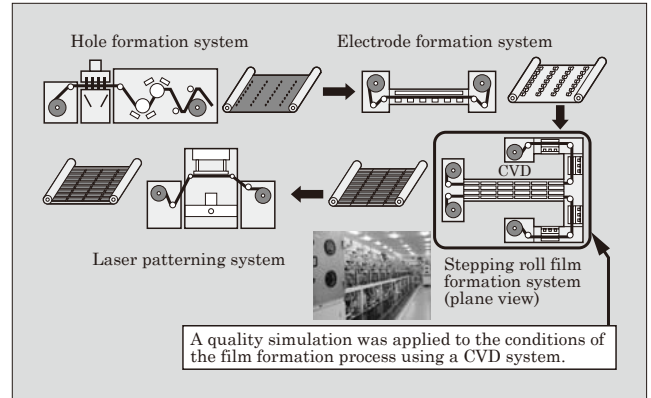 Hole formation system
Electrode formation system
CVD
Laser patterning system
Stepping roll film
formation system
(plane view)
A quality simulation was applied to the conditions of
the film formation process using a CVD system.